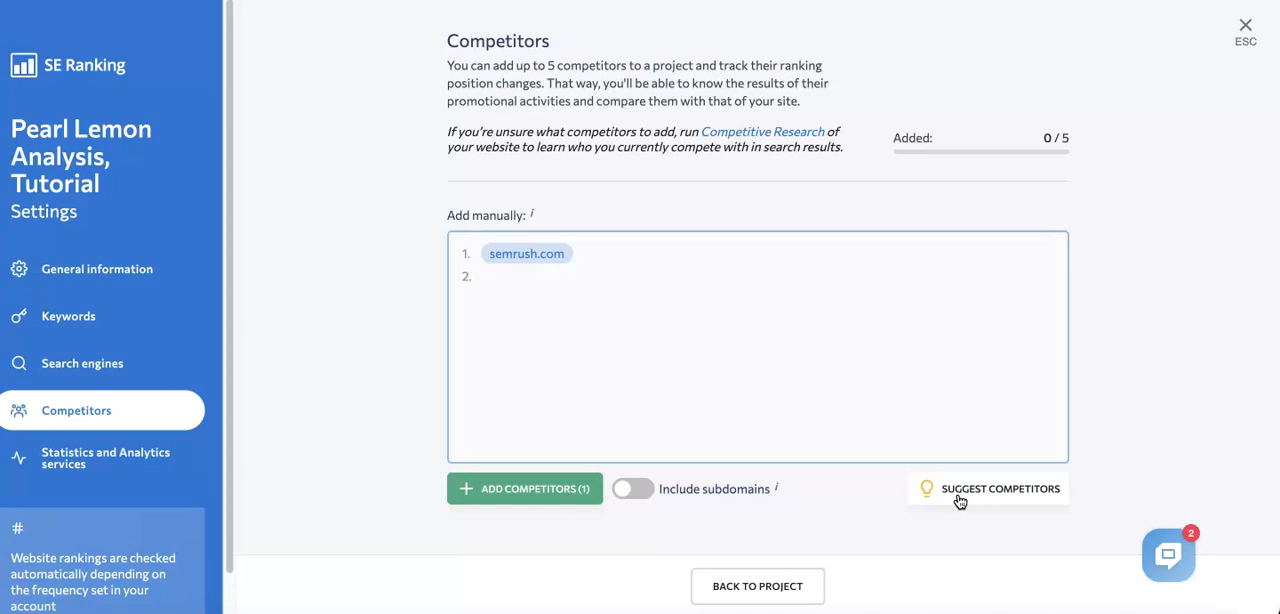 SE Ranking
Pearl Lemon
Analysis,
Tutorial
Settings
General information
Keywords
Search engines
Competitors
Statistics and Analytics
services
#
Website rankings are checked
automatically depending on
the frequency set in your
account
Competitors
You can add up to 5 competitors to a project and track their ranking
position changes. That way, you'll be able to know the results of their
promotional activities and compare them with that of your site.
If you're unsure what competitors to add, run Competitive Research of
your website to learn who you currently compete with in search results.
Added: 0 / 5
Add manually: i
1. semrush.com
2.
+ ADD COMPETITORS (1)
Include subdomains i
SUGGEST COMPETITORS
BACK TO PROJECT
ESC
2